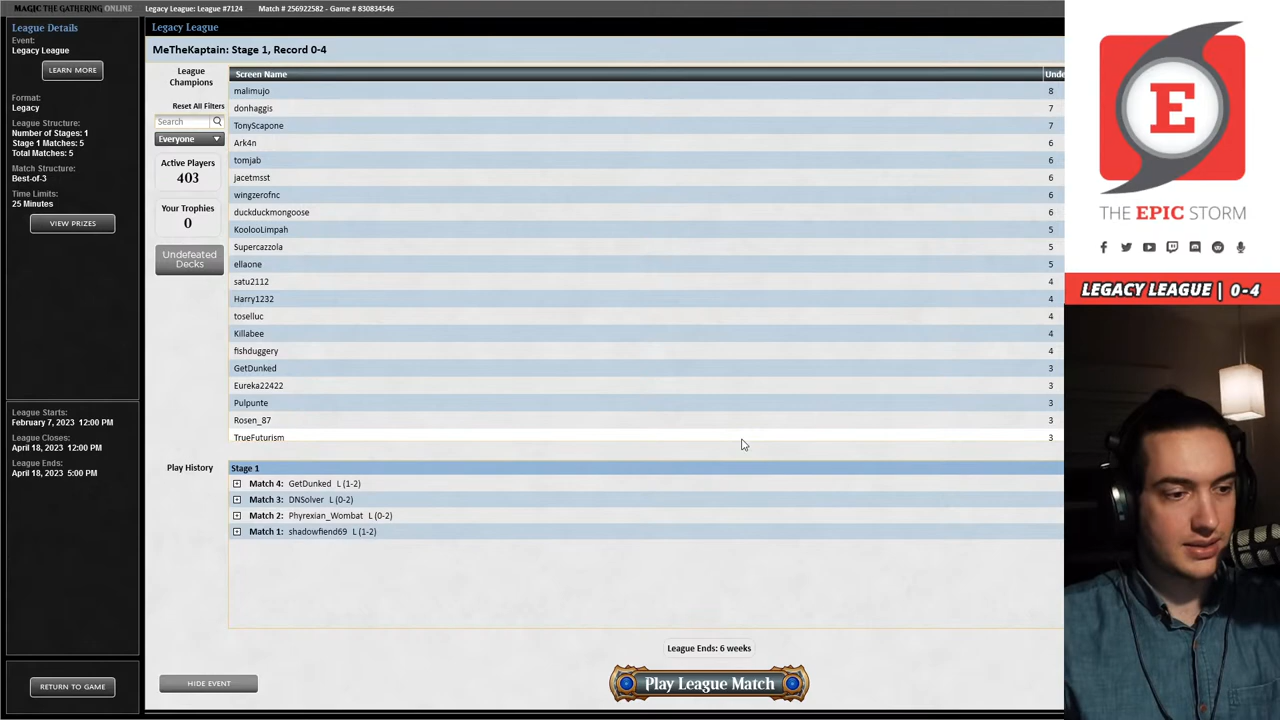 MAGIC THE GATHERING ONLINE
Legacy League: League #7124 Match # 256922582 - Game # 830834546
League Details
Event:
Legacy League
LEARN MORE
Format:
Legacy
League Structure:
Number of Stages: 1
Stage 1 Matches: 5
Total Matches: 5
Match Structure:
Best-of-3
Time Limits:
25 Minutes
VIEW PRIZES
League Starts:
February 7, 2023 12:00 PM
League Closes:
April 18, 2023 12:00 PM
League Ends:
April 18, 2023 5:00 PM
RETURN TO GAME
Legacy League
MeTheKaptain: Stage 1, Record 0-4
League
Champions
Reset All Filters
Search
Everyone
Active Players
403
Your Trophies
0
Undefeated
Decks
Screen Name Unde
malimujo 8
donhaggis 7
TonyScapone 7
Ark4n 6
tomjab 6
jacetmsst 6
wingzerofnc 6
duckduckmongoose 6
KoolooLimpah 5
Supercazzola 5
ellaone 5
satu2112 4
Harry1232 4
toselluc 4
Killabee 4
fishduggery 4
GetDunked 3
Eureka22422 3
Pulpunte 3
Rosen_87 3
TrueFuturism 3
Play History
Stage 1
Match 4: GetDunked L (1-2)
Match 3: DNSolver L (0-2)
Match 2: Phyrexian_Wombat L (0-2)
Match 1: shadowfiend69 L (1-2)
League Ends: 6 weeks
HIDE EVENT
Play League Match
E
THE EPIC STORM
LEGACY LEAGUE | 0-4